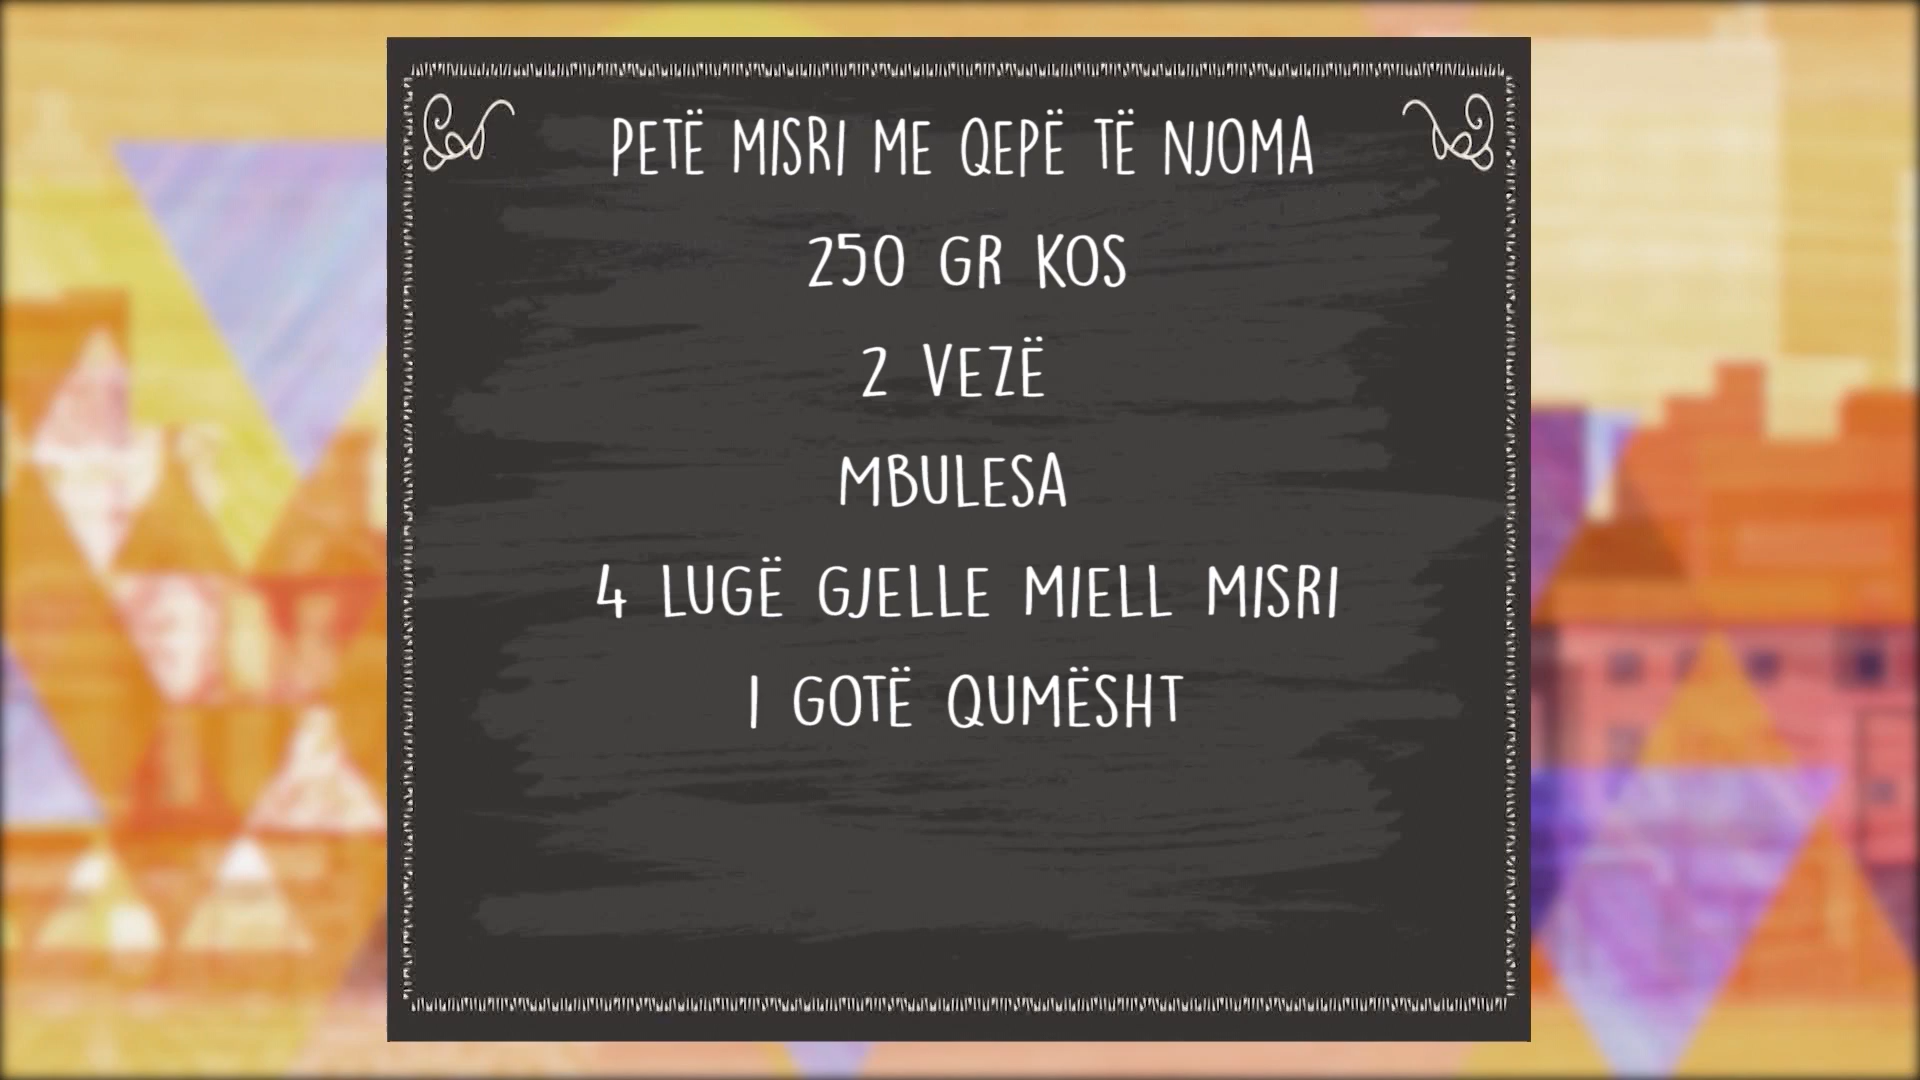 PETË MISRI ME QEPË TË NJOMA
250 GR KOS
2 VEZË
MBULESA
4 LUGË GJELLE MIELL MISRI
1 GOTË QUMËSHT